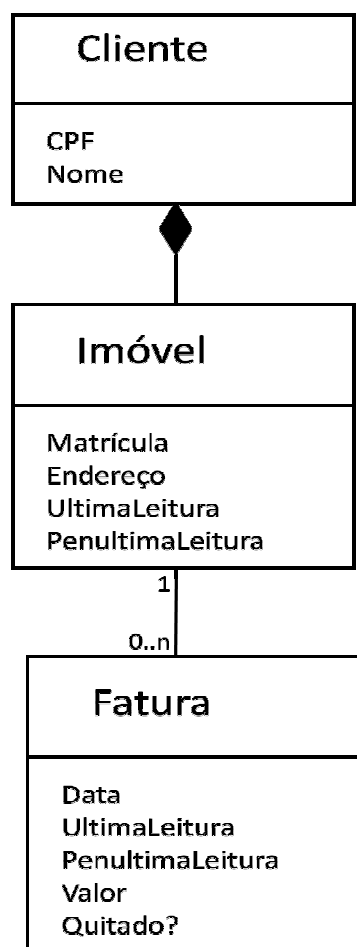 Cliente
CPF
Nome
Imóvel
Matrícula
Endereço
UltimaLeitura
PenultimaLeitura
1
0..n
Fatura
Data
UltimaLeitura
PenultimaLeitura
Valor
Quitado?